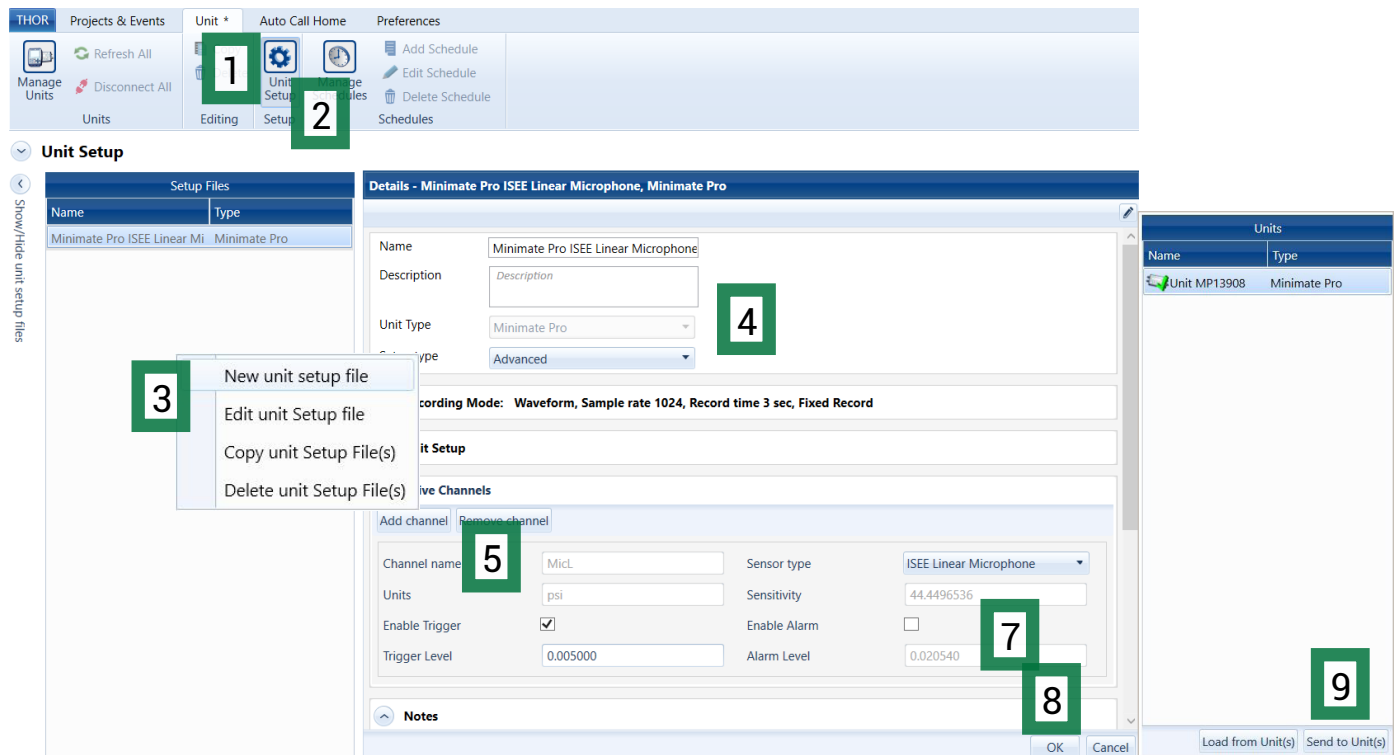 THOR Projects & Events Unit * Auto Call Home Preferences
Manage Units
Refresh All
Disconnect All
Units
Editing
1
Unit Setup
Setup
2
Manage Schedules
Add Schedule
Edit Schedule
Delete Schedule
Schedules
Unit Setup
Show/Hide unit setup files
Setup Files
Name Type
Minimate Pro ISEE Linear Mi Minimate Pro
3
New unit setup file
Edit unit Setup file
Copy unit Setup File(s)
Delete unit Setup File(s)
Details - Minimate Pro ISEE Linear Microphone, Minimate Pro
Name Minimate Pro ISEE Linear Microphone
Description Description
4
Unit Type Minimate Pro
ype Advanced
cording Mode: Waveform, Sample rate 1024, Record time 3 sec, Fixed Record
it Setup
ive Channels
Add channel Remove channel
5
Channel name MicL Sensor type ISEE Linear Microphone
Units psi Sensitivity 44.4496536
Enable Trigger Enable Alarm
7
Trigger Level 0.005000 Alarm Level 0.020540
8
Notes
OK Cancel
Units
Name Type
Unit MP13908 Minimate Pro
9
Load from Unit(s) Send to Unit(s)